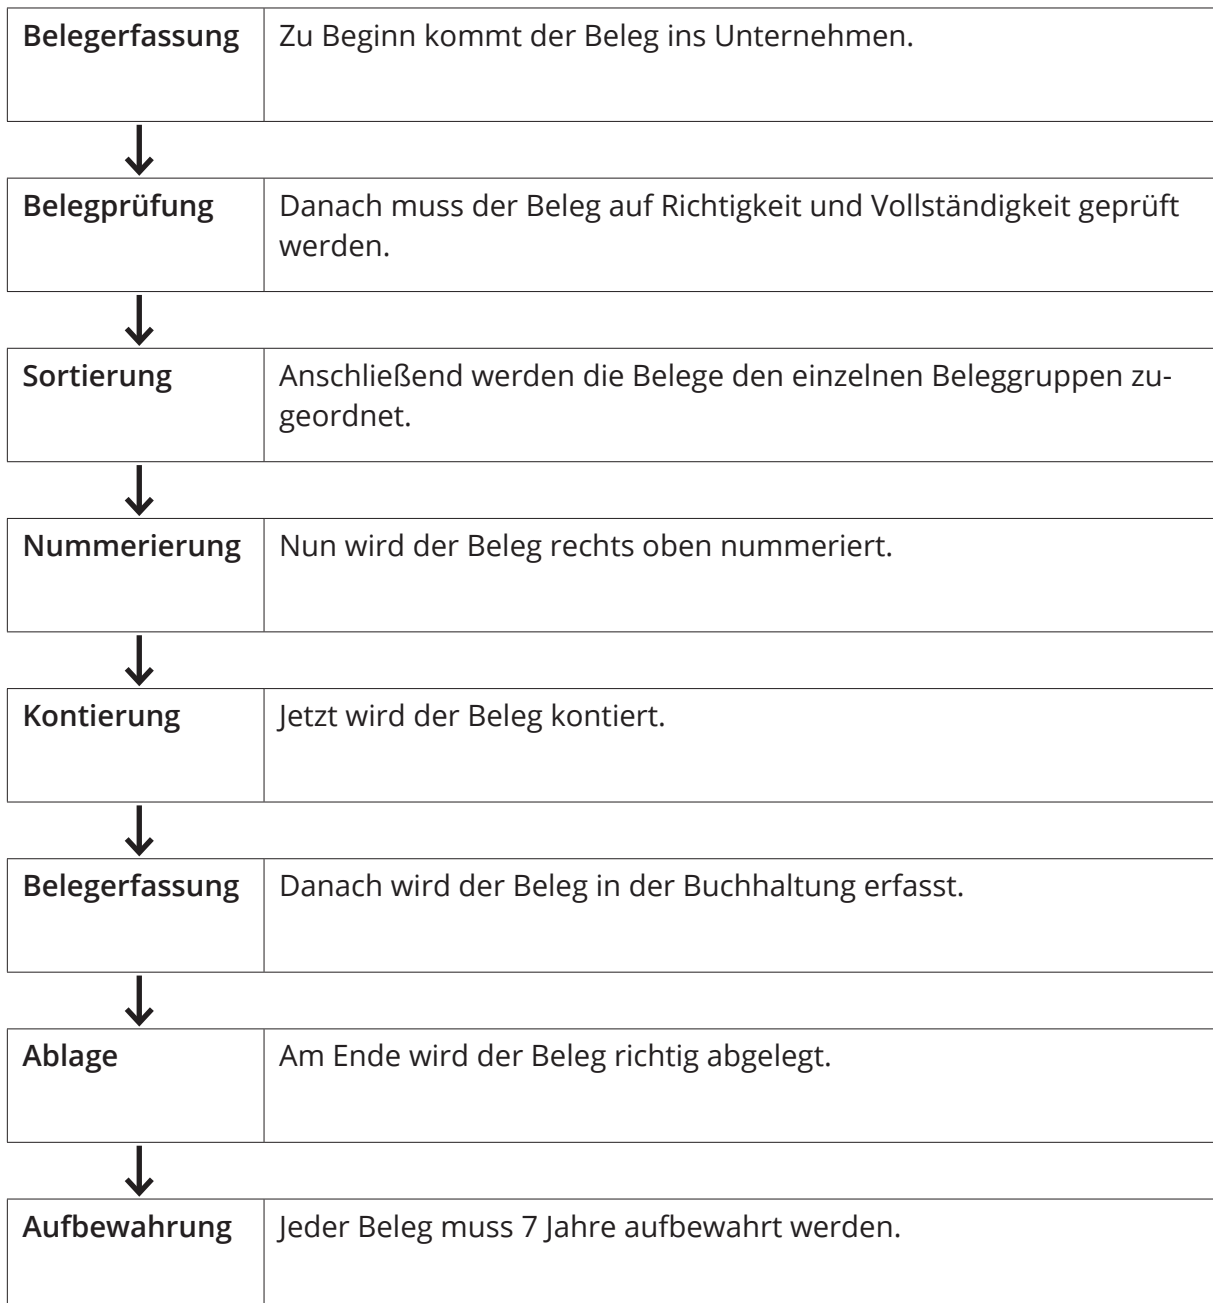 Belegerfassung
Zu Beginn kommt der Beleg ins Unternehmen.
Belegprüfung
Danach muss der Beleg auf Richtigkeit und Vollständigkeit geprüft
werden.
Sortierung
Anschließend werden die Belege den einzelnen Beleggruppen zu-
geordnet.
Nummerierung
Nun wird der Beleg rechts oben nummeriert.
Kontierung
Jetzt wird der Beleg kontiert.
Belegerfassung
Danach wird der Beleg in der Buchhaltung erfasst.
Ablage
Am Ende wird der Beleg richtig abgelegt.
Aufbewahrung
Jeder Beleg muss 7 Jahre aufbewahrt werden.